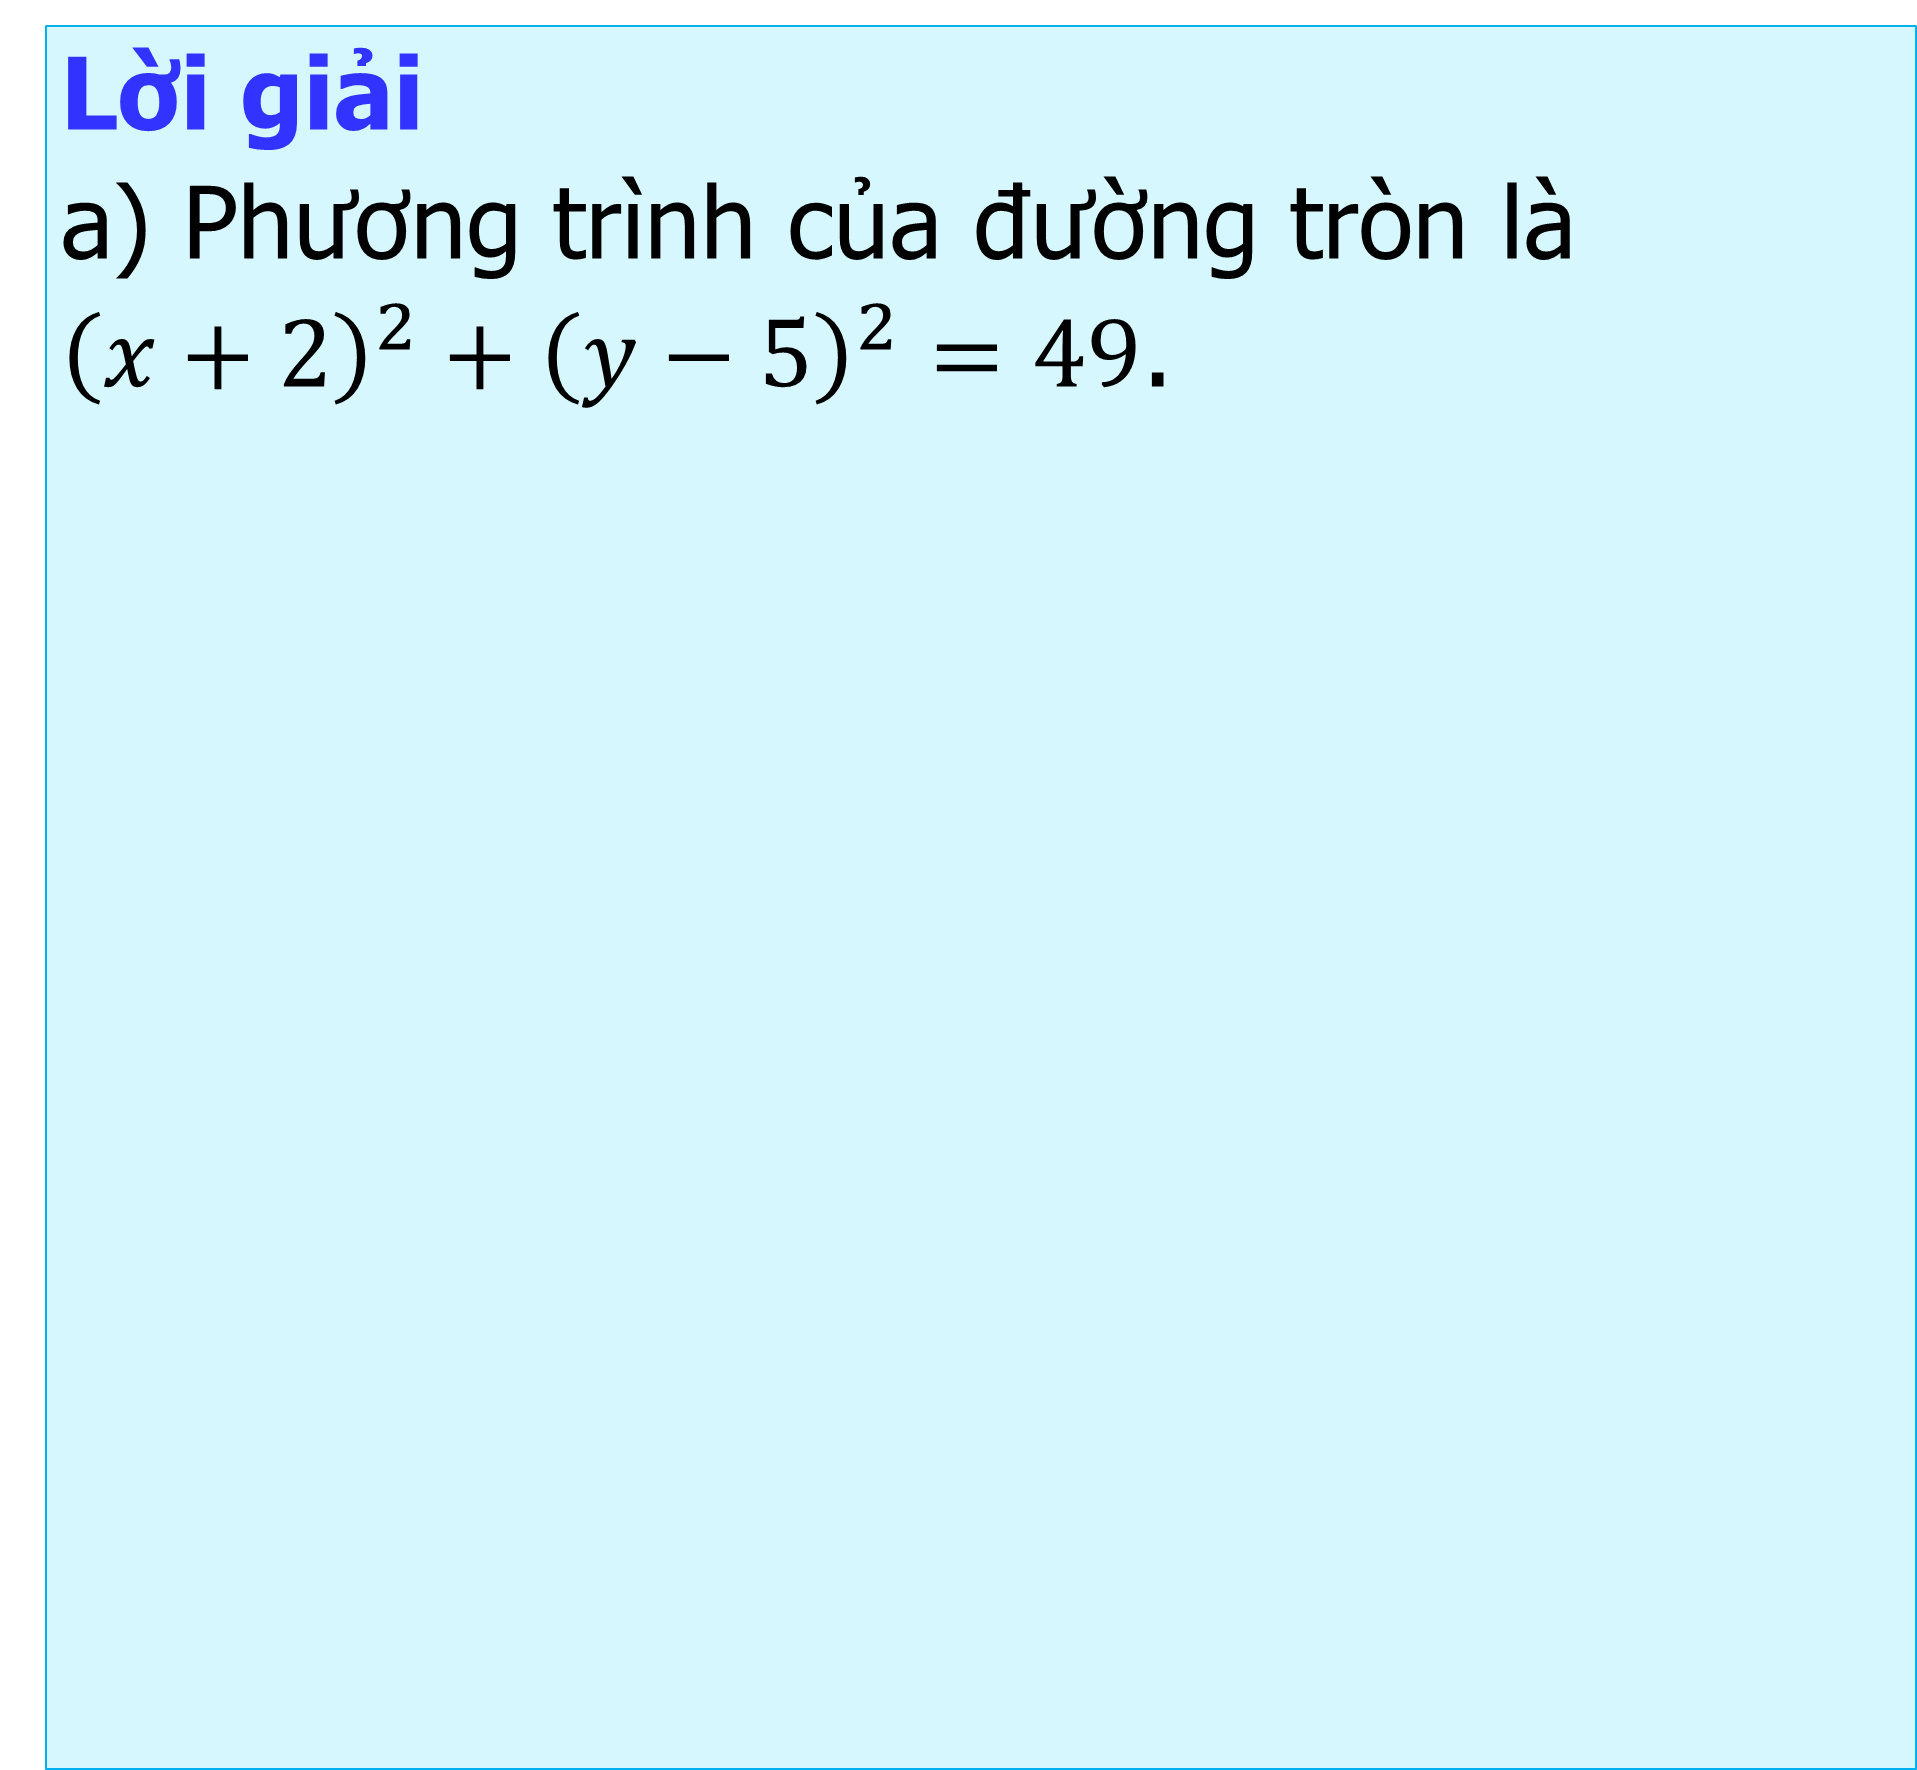 Lời giải
a) Phương trình của đường tròn là
(x + 2)² + (y − 5)² = 49.